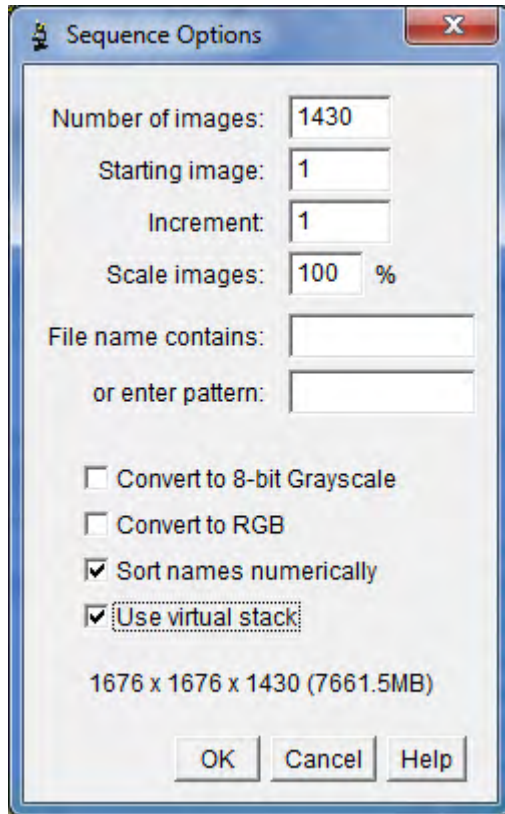 Sequence Options
Number of images: 1430
Starting image: 1
Increment: 1
Scale images: 100 %
File name contains:
or enter pattern:
Convert to 8-bit Grayscale
Convert to RGB
Sort names numerically
Use virtual stack
1676 x 1676 x 1430 (7661.5MB)
OK Cancel Help